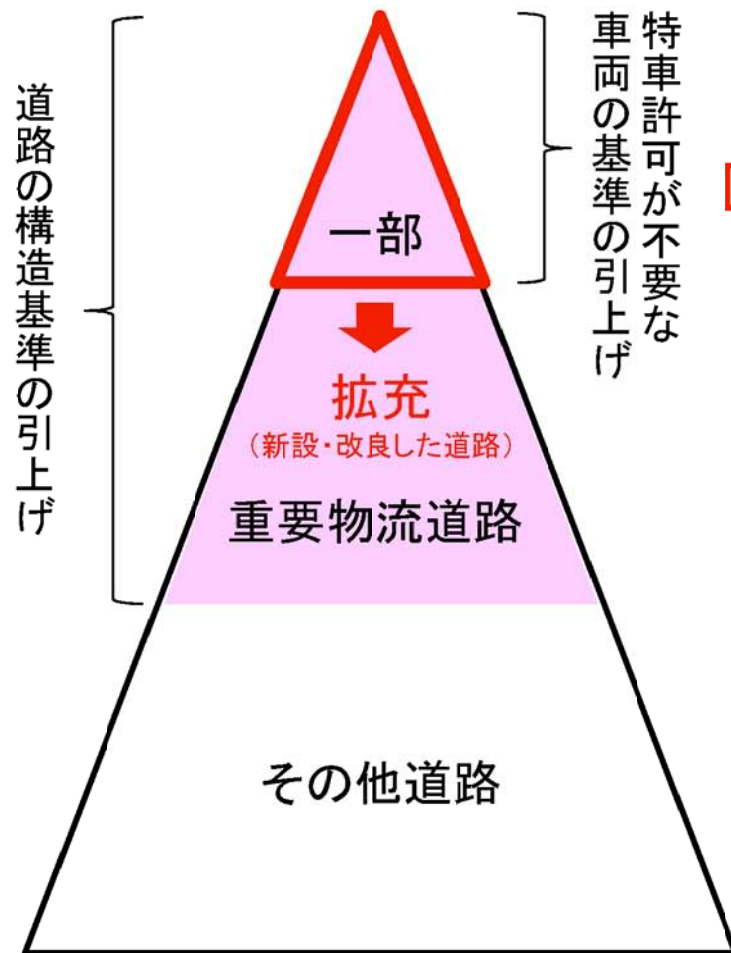 道路の構造基準の引上げ
特車許可が不要な
車両の基準の引上げ
一部
拡充
（新設・改良した道路）
重要物流道路
その他道路